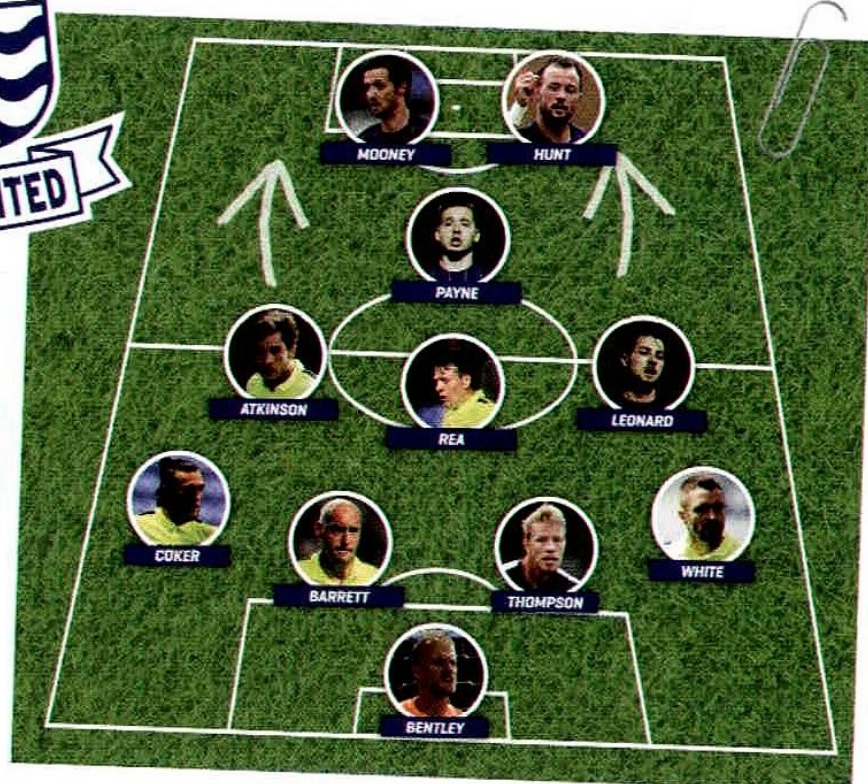 ITED
MOONEY
HUNT
PAYNE
ATKINSON
REA
LEONARD
COKER
BARRETT
THOMPSON
WHITE
BENTLEY